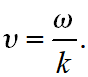 υ = ω/k.